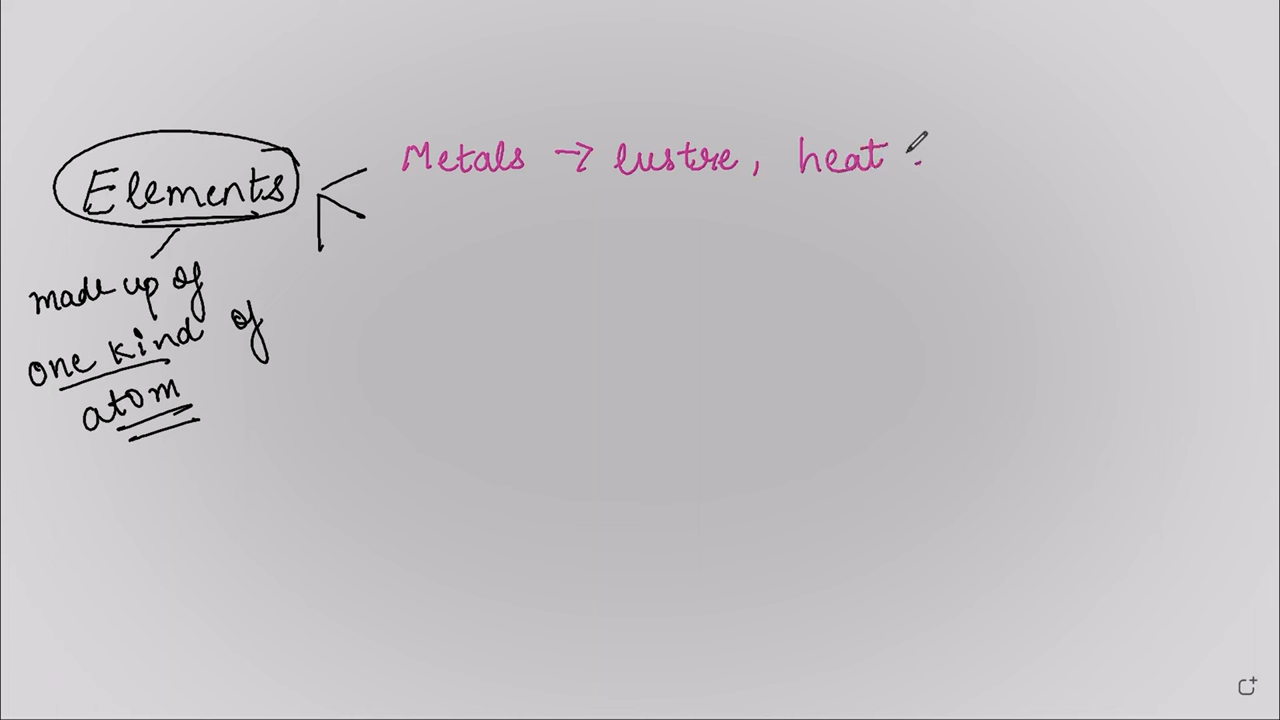 Elements
Metals → lustre, heat
made up of
one kind of
atom